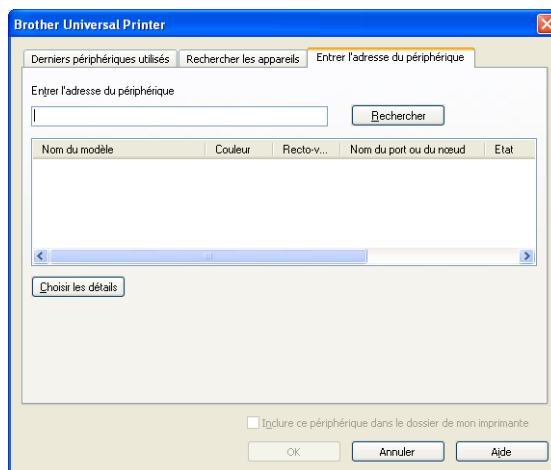 Brother Universal Printer
Derniers périphériques utilisés Rechercher les appareils Entrer l'adresse du périphérique
Entrer l'adresse du périphérique
Rechercher
Nom du modèle Couleur Recto-v... Nom du port ou du nœud Etat
Choisir les détails
Inclure ce périphérique dans le dossier de mon imprimante
OK Annuler Aide